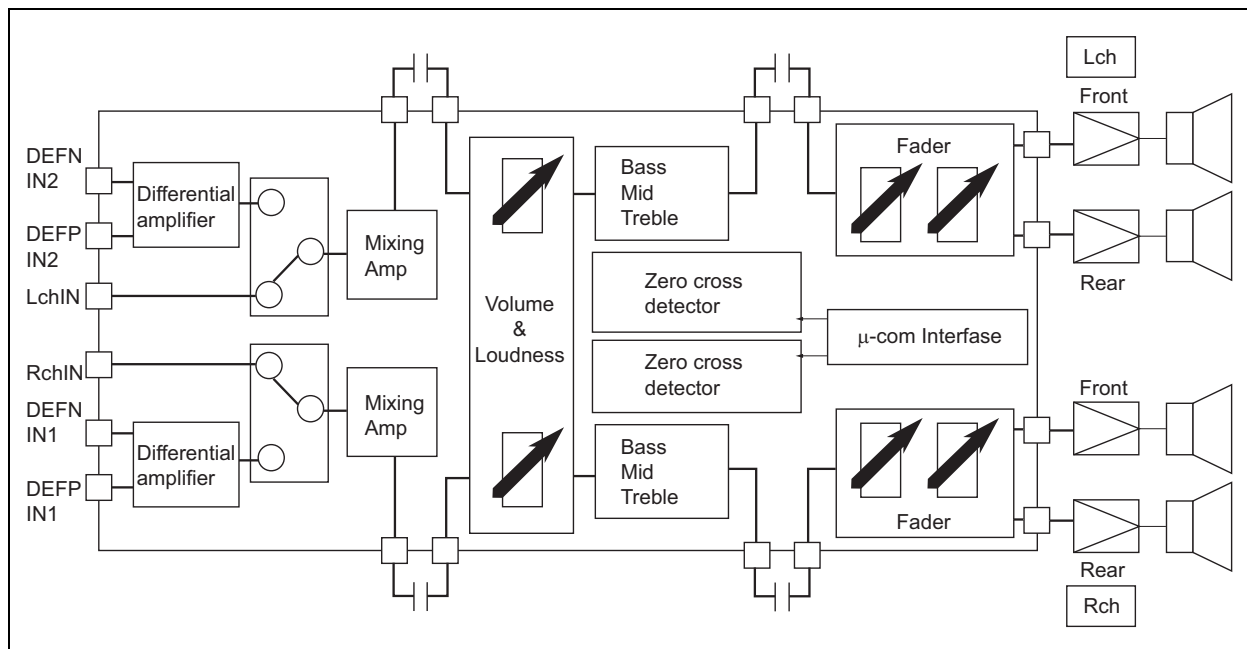 Lch
Front
DEFN
IN2
Differential
amplifier
DEFP
IN2
Mixing
Amp
LchIN
Bass
Mid
Treble
Fader
Rear
Volume
&
Loudness
Zero cross
detector
μ-com Interfase
Zero cross
detector
RchIN
DEFN
IN1
Differential
amplifier
DEFP
IN1
Mixing
Amp
Bass
Mid
Treble
Fader
Front
Rear
Rch